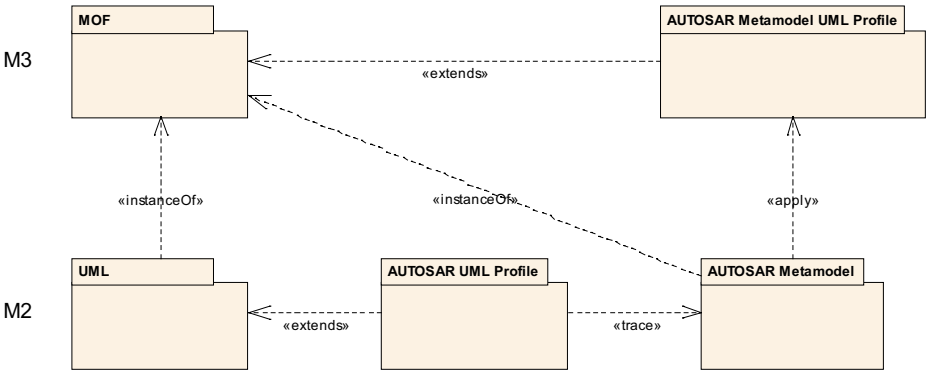 MOF
AUTOSAR Metamodel UML Profile
M3
«extends»
«instanceOf»
«instanceOf»
«apply»
UML
AUTOSAR UML Profile
AUTOSAR Metamodel
M2
«extends»
«trace»